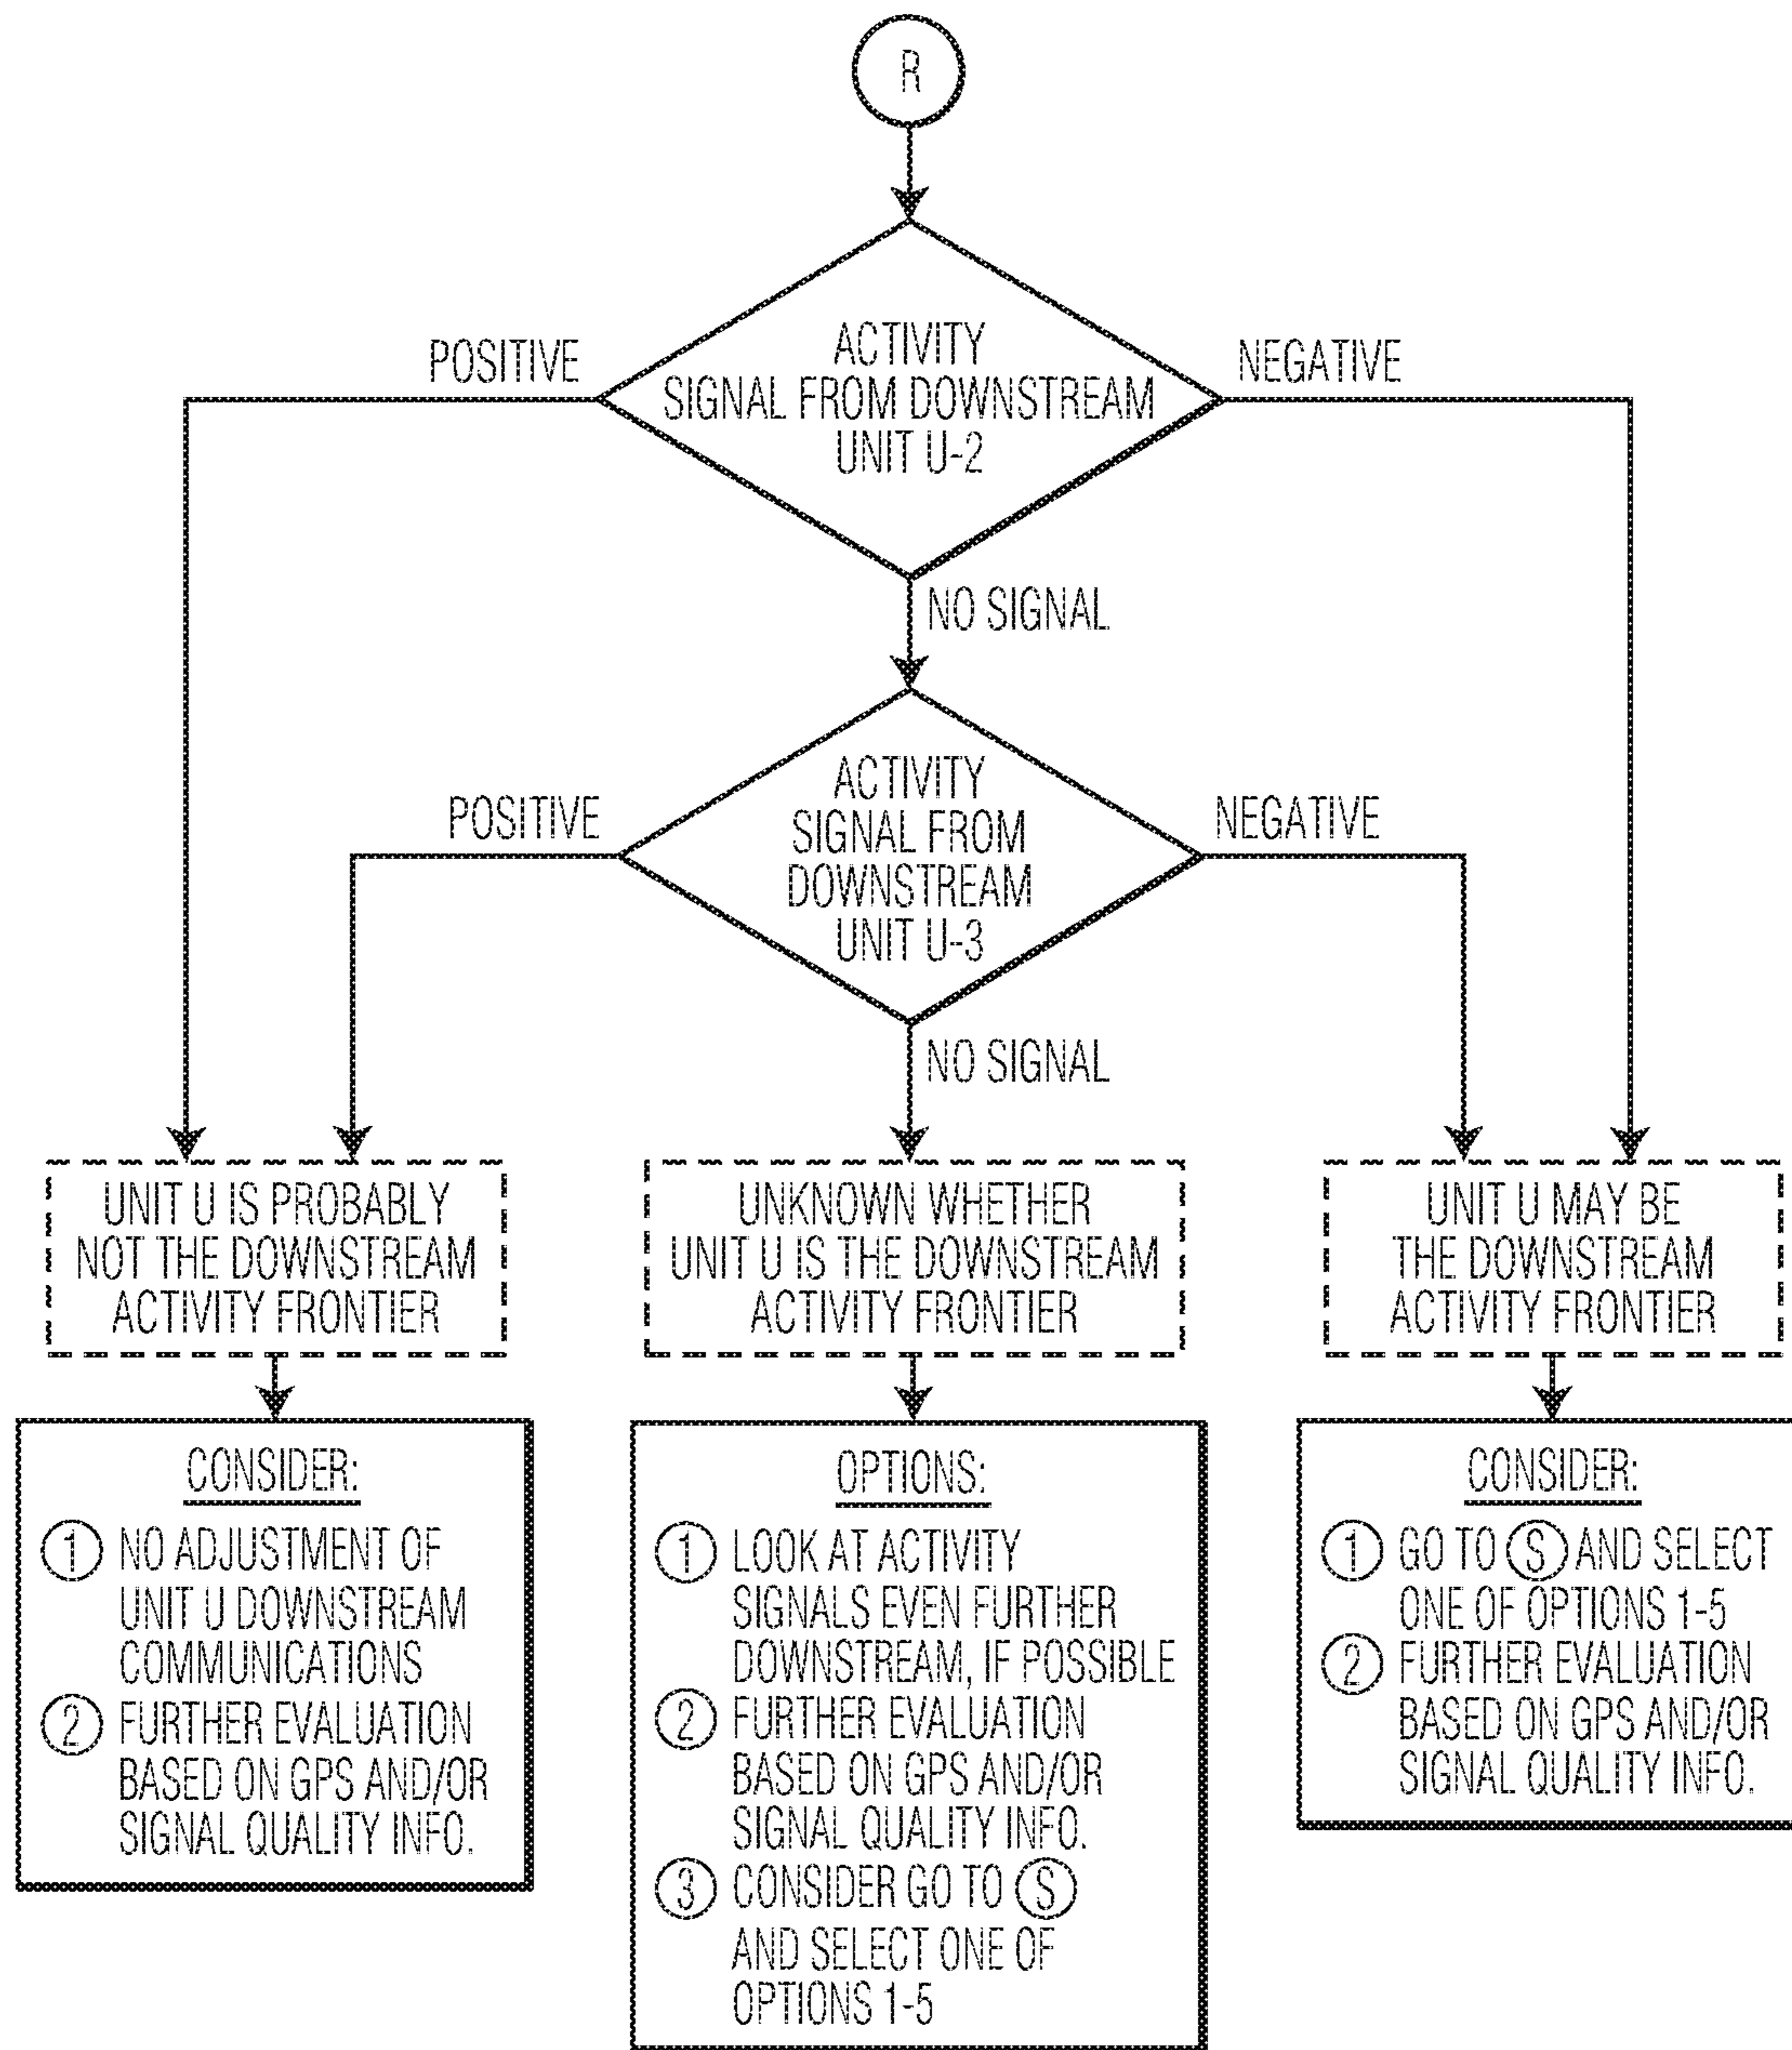 R
ACTIVITY
SIGNAL FROM DOWNSTREAM
UNIT U-2
POSITIVE
NEGATIVE
NO SIGNAL
ACTIVITY
SIGNAL FROM
DOWNSTREAM
UNIT U-3
POSITIVE
NEGATIVE
NO SIGNAL
UNIT U IS PROBABLY
NOT THE DOWNSTREAM
ACTIVITY FRONTIER
UNKNOWN WHETHER
UNIT U IS THE DOWNSTREAM
ACTIVITY FRONTIER
UNIT U MAY BE
THE DOWNSTREAM
ACTIVITY FRONTIER
CONSIDER:
1 NO ADJUSTMENT OF
UNIT U DOWNSTREAM
COMMUNICATIONS
2 FURTHER EVALUATION
BASED ON GPS AND/OR
SIGNAL QUALITY INFO.
OPTIONS:
1 LOOK AT ACTIVITY
SIGNALS EVEN FURTHER
DOWNSTREAM, IF POSSIBLE
2 FURTHER EVALUATION
BASED ON GPS AND/OR
SIGNAL QUALITY INFO.
3 CONSIDER GO TO S
AND SELECT ONE OF
OPTIONS 1-5
CONSIDER:
1 GO TO S AND SELECT
ONE OF OPTIONS 1-5
2 FURTHER EVALUATION
BASED ON GPS AND/OR
SIGNAL QUALITY INFO.